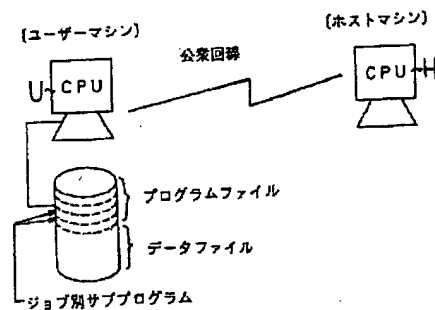 [ユーザーマシン]
[ホストマシン]
公衆回線
U
CPU
CPU
H
プログラムファイル
データファイル
ジョブ別サブプログラム